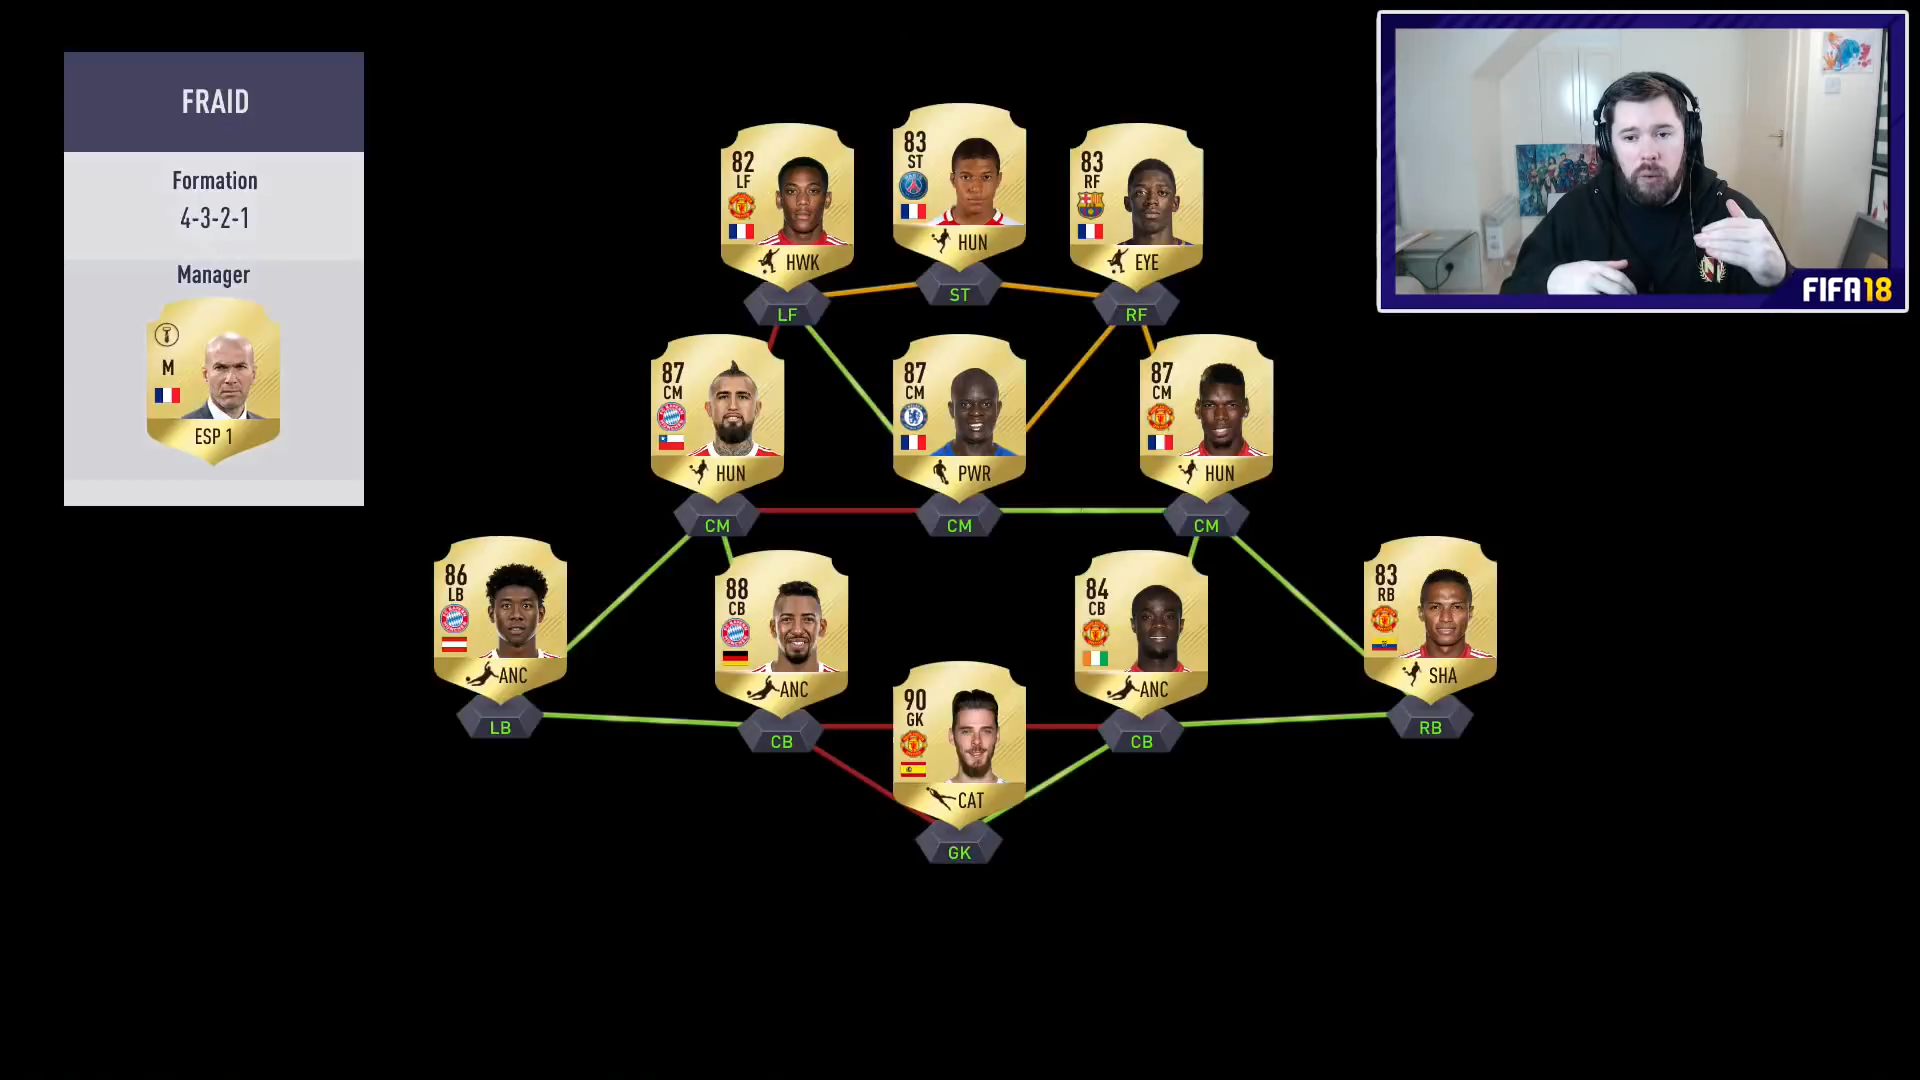 FRAID
Formation
4-3-2-1
Manager
M
ESP 1
82
LF
HWK
LF
83
ST
HUN
ST
83
RF
EYE
RF
87
CM
HUN
CM
87
CM
PWR
CM
87
CM
HUN
CM
86
LB
ANC
LB
88
CB
ANC
CB
90
GK
CAT
GK
84
CB
ANC
CB
83
RB
SHA
RB
FIFA 18